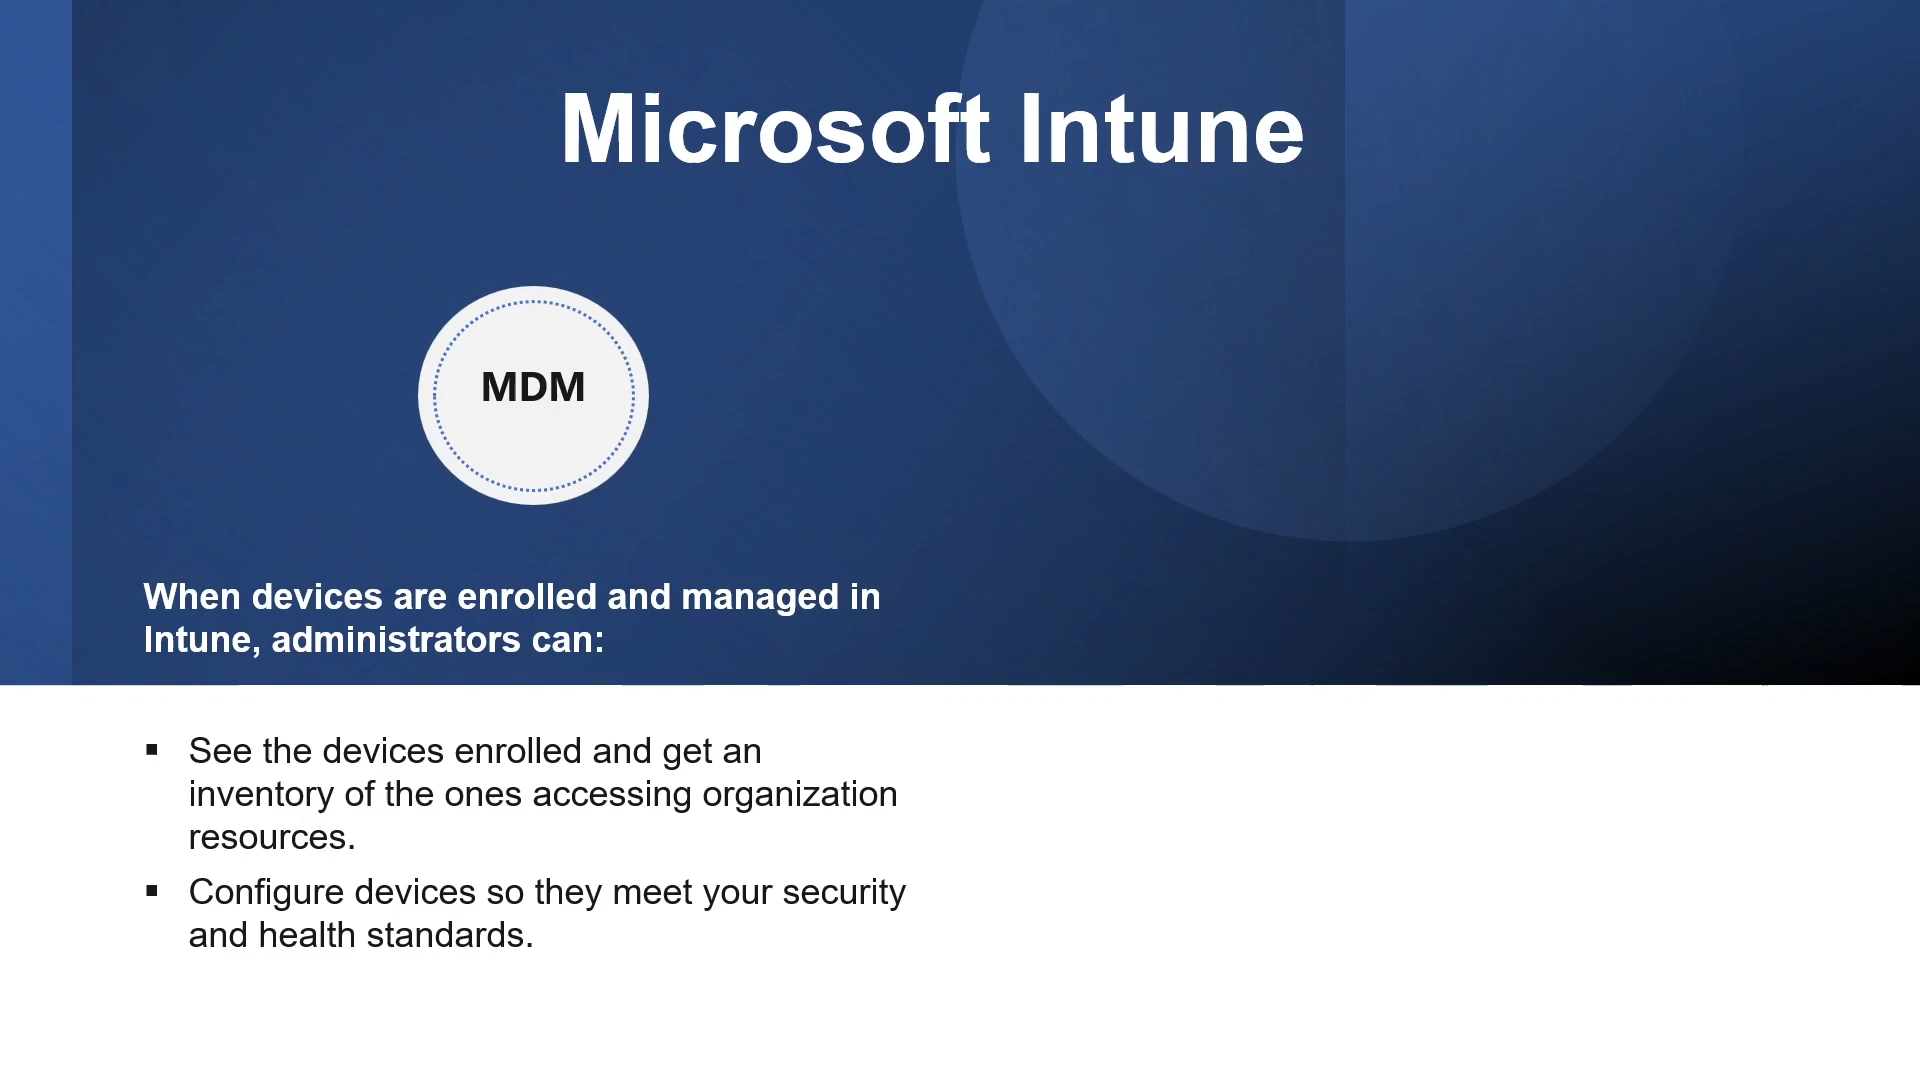 Microsoft Intune
MDM
When devices are enrolled and managed in
Intune, administrators can:
▪ See the devices enrolled and get an
inventory of the ones accessing organization
resources.
▪ Configure devices so they meet your security
and health standards.